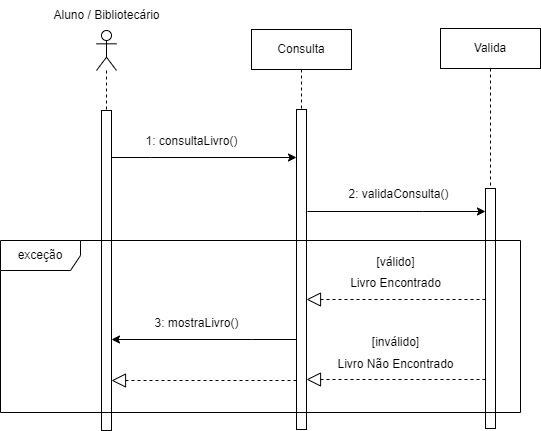 Aluno / Bibliotecário
Consulta
Valida
1: consultaLivro()
2: validaConsulta()
exceção
[válido]
Livro Encontrado
3: mostraLivro()
[inválido]
Livro Não Encontrado